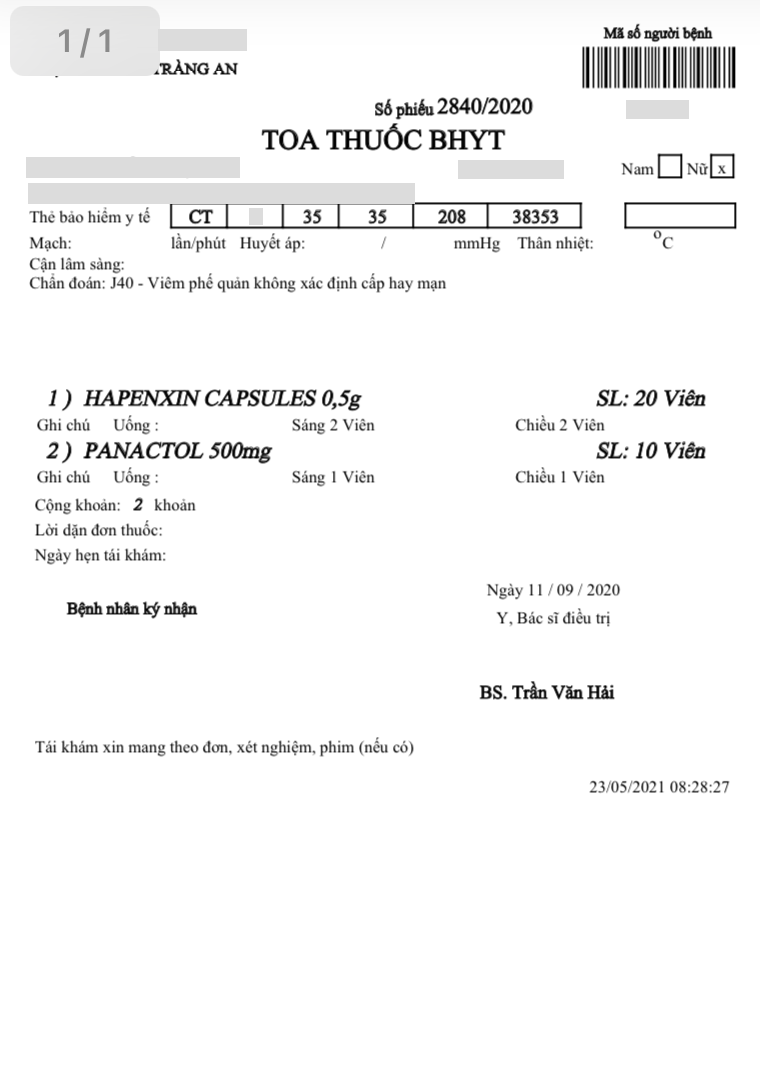 1/1
Mã số người bệnh
TRÀNG AN
Số phiếu 2840/2020
TOA THUỐC BHYT
Nam Nữ x
Thẻ bảo hiểm y tế CT 35 35 208 38353
Mạch: lần/phút Huyết áp: / mmHg Thân nhiệt: °C
Cận lâm sàng:
Chẩn đoán: J40 - Viêm phế quản không xác định cấp hay mạn
1 ) HAPENXIN CAPSULES 0,5g SL: 20 Viên
Ghi chú Uống : Sáng 2 Viên Chiều 2 Viên
2 ) PANACTOL 500mg SL: 10 Viên
Ghi chú Uống : Sáng 1 Viên Chiều 1 Viên
Cộng khoản: 2 khoản
Lời dặn đơn thuốc:
Ngày hẹn tái khám:
Ngày 11 / 09 / 2020
Bệnh nhân ký nhận
Y, Bác sĩ điều trị
BS. Trần Văn Hải
Tái khám xin mang theo đơn, xét nghiệm, phim (nếu có)
23/05/2021 08:28:27